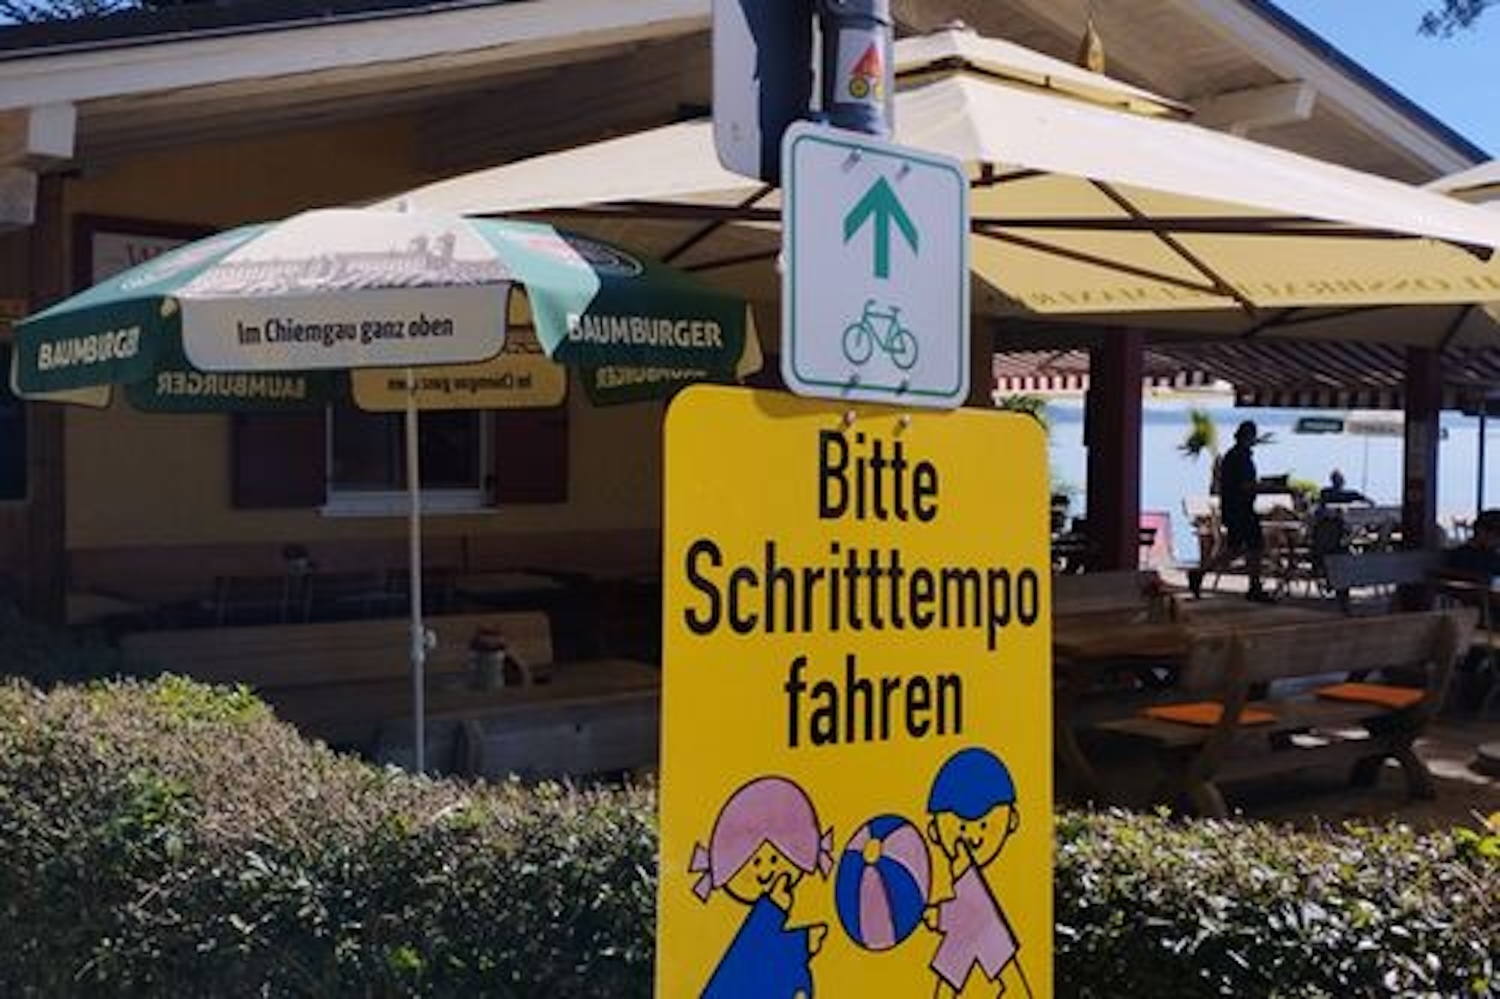 BAUMBURGER
Im Chiemgau ganz oben
BAUMBURGER
Bitte
Schritttempo
fahren